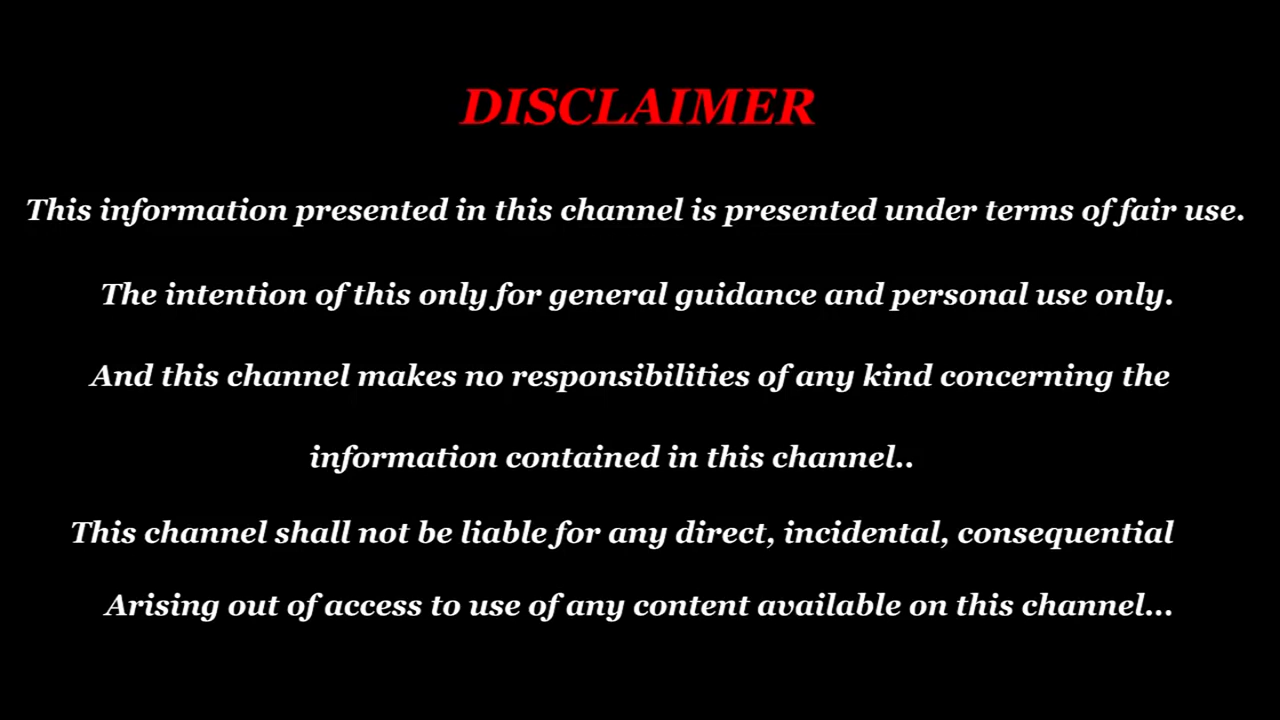 DISCLAIMER
This information presented in this channel is presented under terms of fair use.
The intention of this only for general guidance and personal use only.
And this channel makes no responsibilities of any kind concerning the
information contained in this channel..
This channel shall not be liable for any direct, incidental, consequential
Arising out of access to use of any content available on this channel...